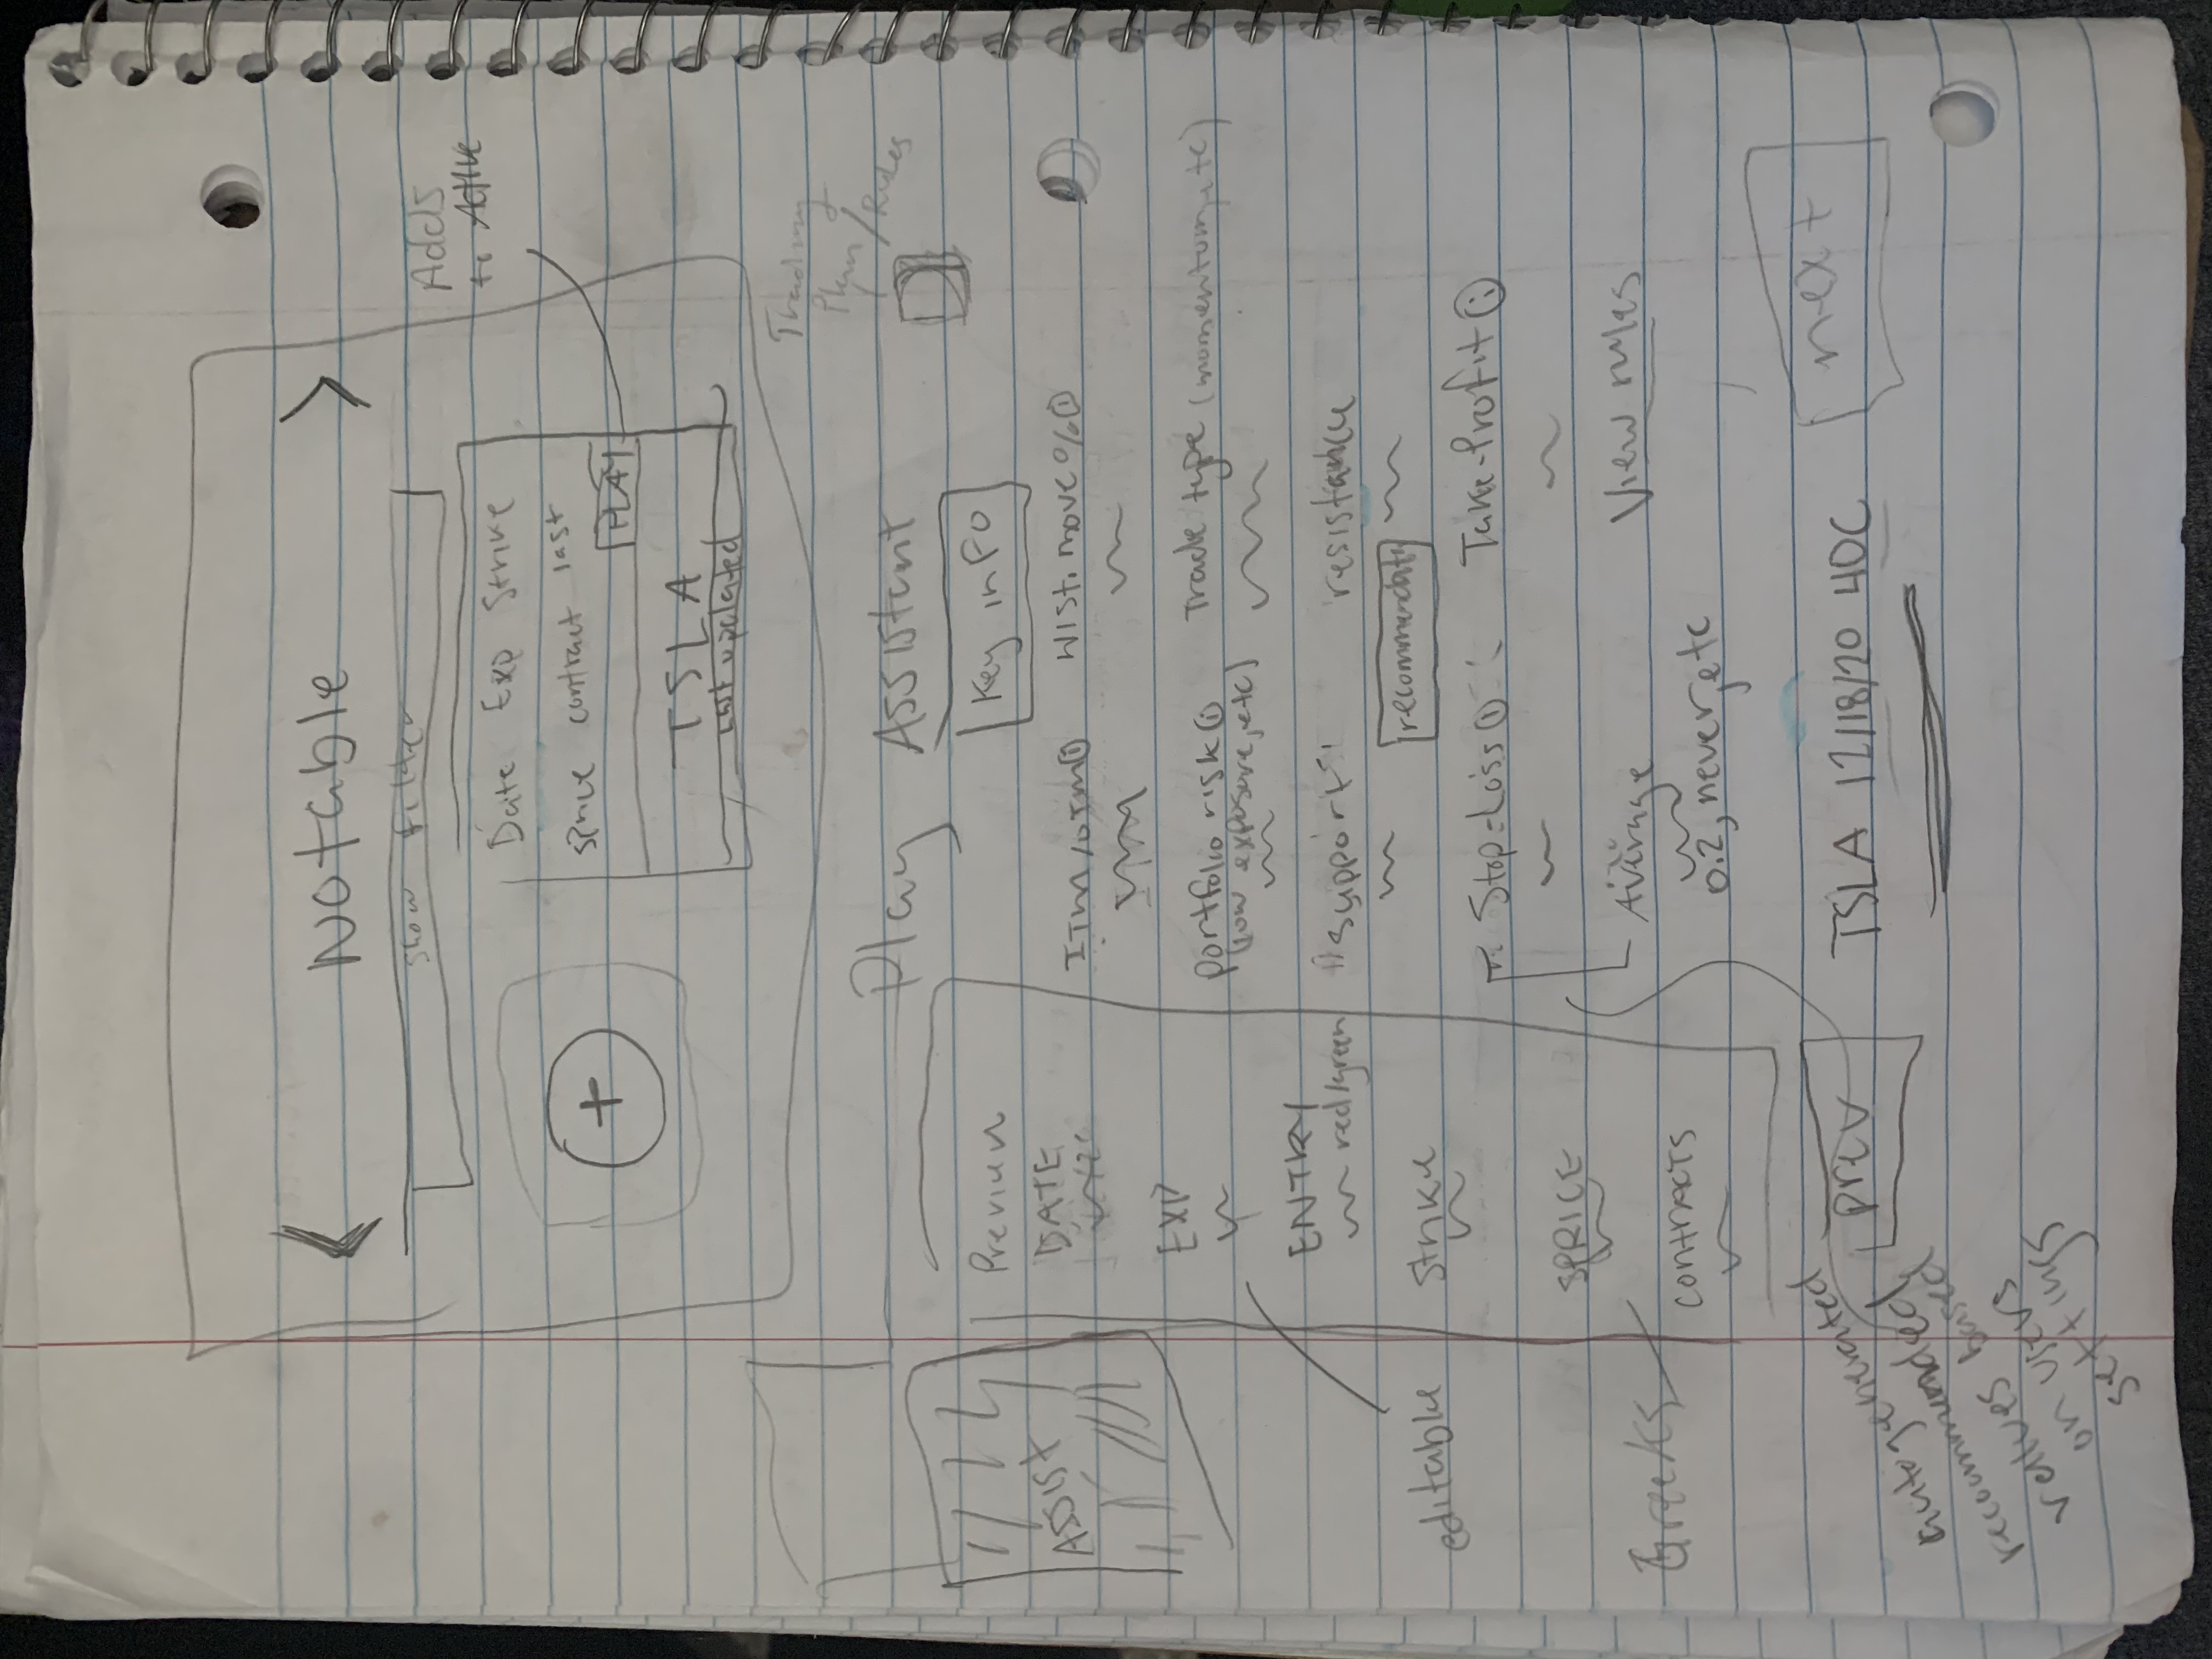 Notable
Show filter
Adds
to Active
Date Exp Strike
sprice contract last
PLAY
+
TSLA
last updated
Trading
Plan / Rules
Play Assistant
Key info
ASSIST
Preview
DATE
ITM/OTM ⓘ Hist. move % ⓘ
EXP
portfolio risk ⓘ Trade type (momentum, etc)
(low exposure, etc)
ENTRY
red/green
"support" resistance
editable
Strike
Stop-Loss ⓘ Take-Profit ⓘ
SPRICE
Average View rules
Greeks
CONTRACTS
0.2, never, etc
prev TSLA 12/18/20 40C next
autogenerated
recommended
values based
on users
settings